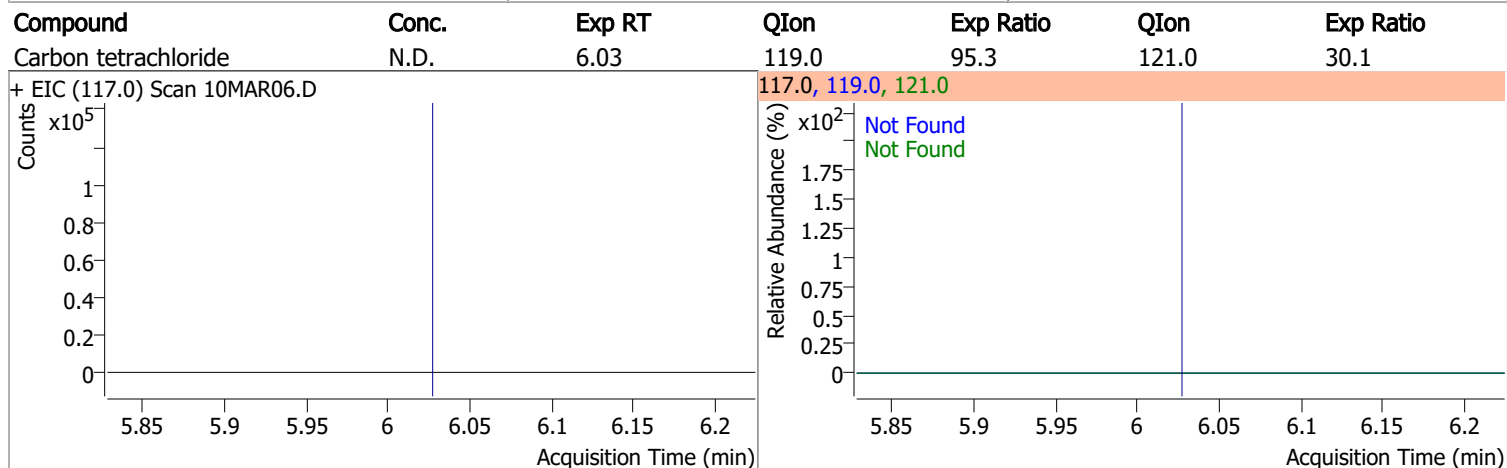 Compound Conc. Exp RT QIon Exp Ratio QIon Exp Ratio
Carbon tetrachloride N.D. 6.03 119.0 95.3 121.0 30.1
+ EIC (117.0) Scan 10MAR06.D
Counts
x10⁵
1
0.8
0.6
0.4
0.2
0
5.85 5.9 5.95 6 6.05 6.1 6.15 6.2
Acquisition Time (min)
117.0, 119.0, 121.0
Relative Abundance (%)
x10²
Not Found
Not Found
1.75
1.5
1.25
1
0.75
0.5
0.25
0
5.85 5.9 5.95 6 6.05 6.1 6.15 6.2
Acquisition Time (min)